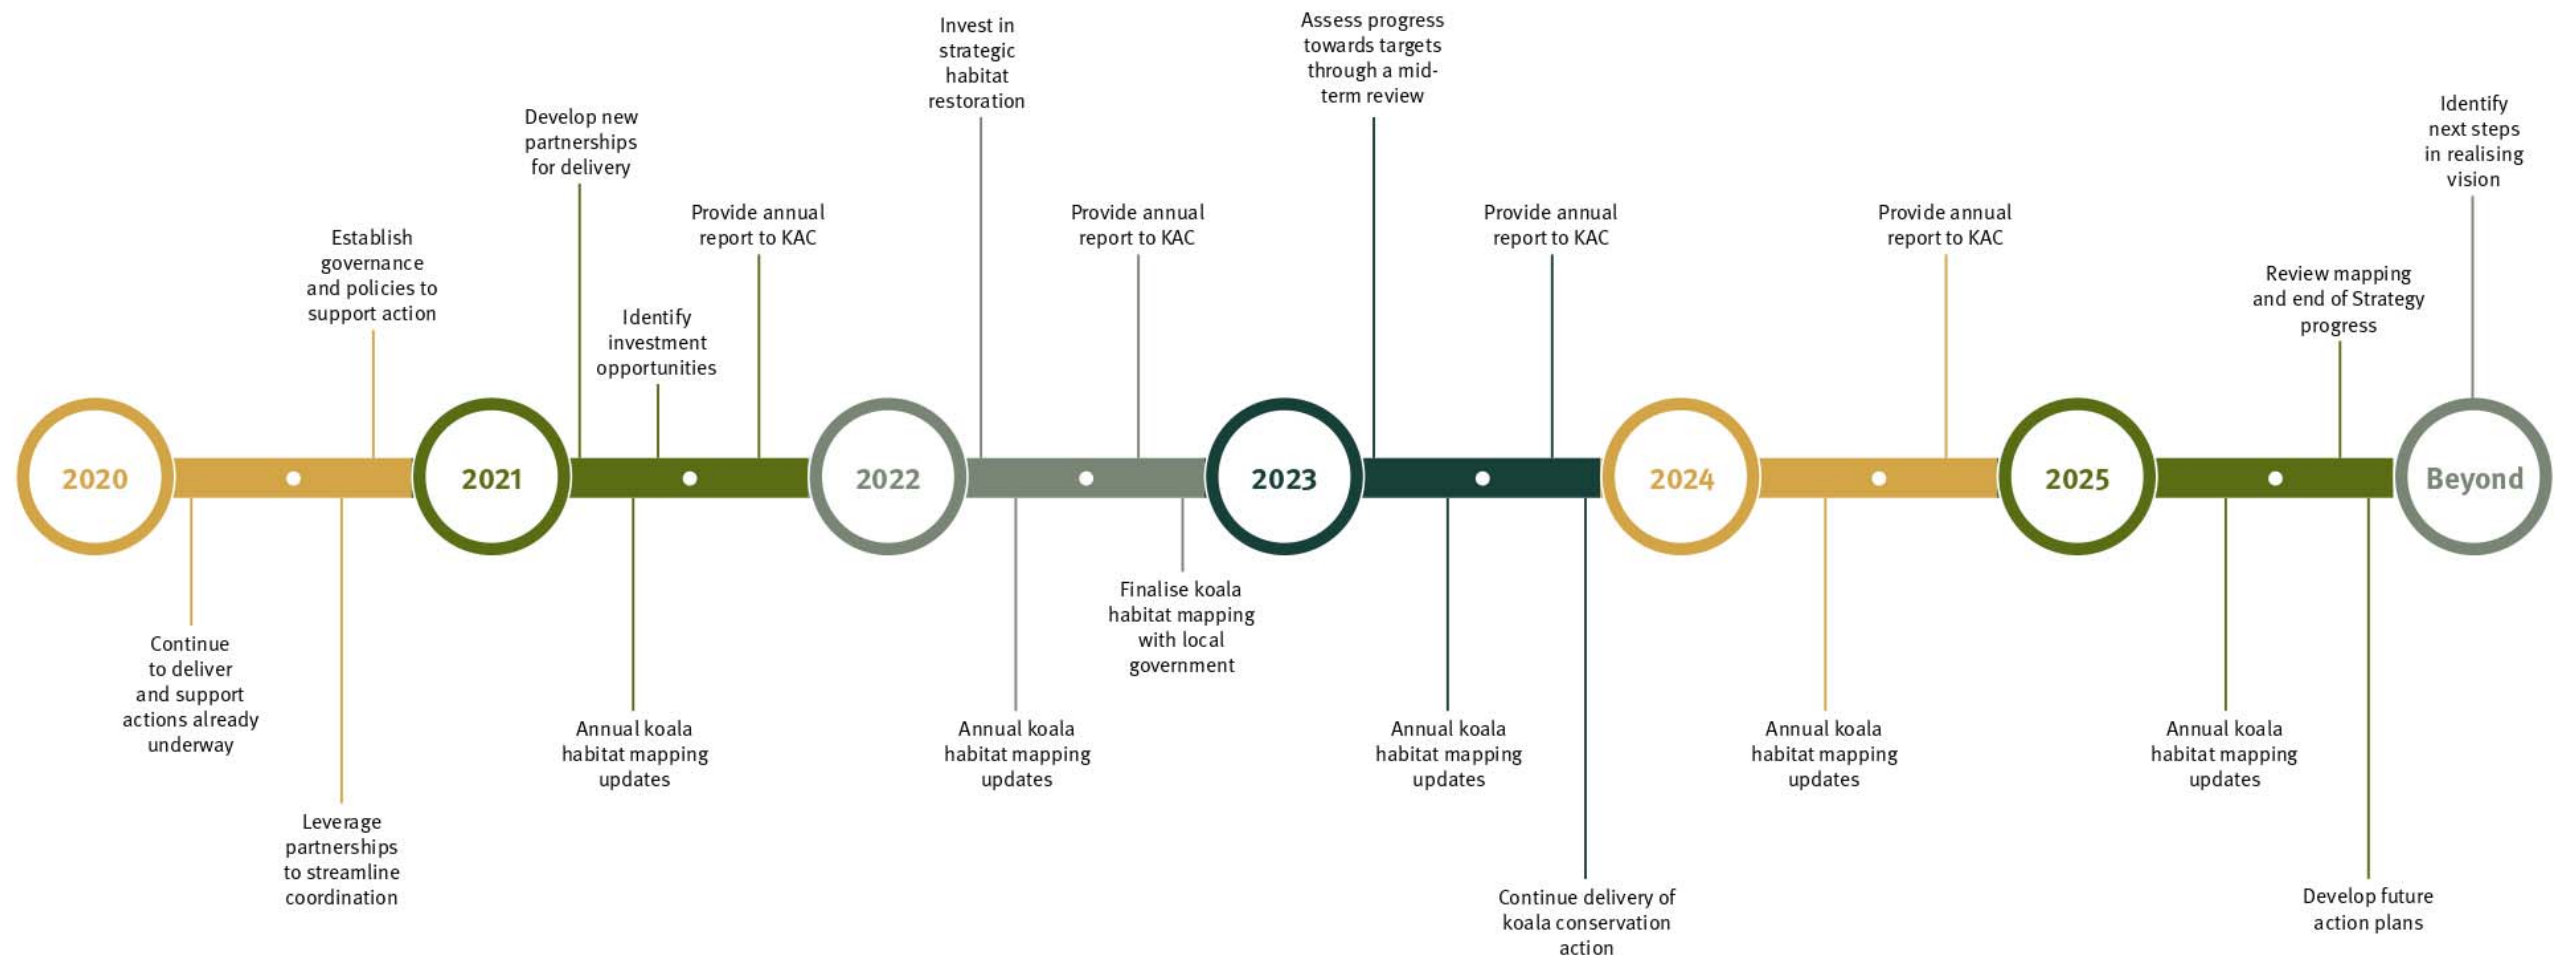 Invest in
strategic
habitat
restoration
Assess progress
towards targets
through a mid-
term review
Identify
next steps
in realising
vision
Develop new
partnerships
for delivery
Provide annual
report to KAC
Provide annual
report to KAC
Provide annual
report to KAC
Provide annual
report to KAC
Establish
governance
and policies to
support action
Review mapping
and end of Strategy
progress
Identify
investment
opportunities
2020
2021
2022
2023
2024
2025
Beyond
Continue
to deliver
and support
actions already
underway
Finalise koala
habitat mapping
with local
government
Annual koala
habitat mapping
updates
Annual koala
habitat mapping
updates
Annual koala
habitat mapping
updates
Annual koala
habitat mapping
updates
Annual koala
habitat mapping
updates
Leverage
partnerships
to streamline
coordination
Continue delivery of
koala conservation
action
Develop future
action plans